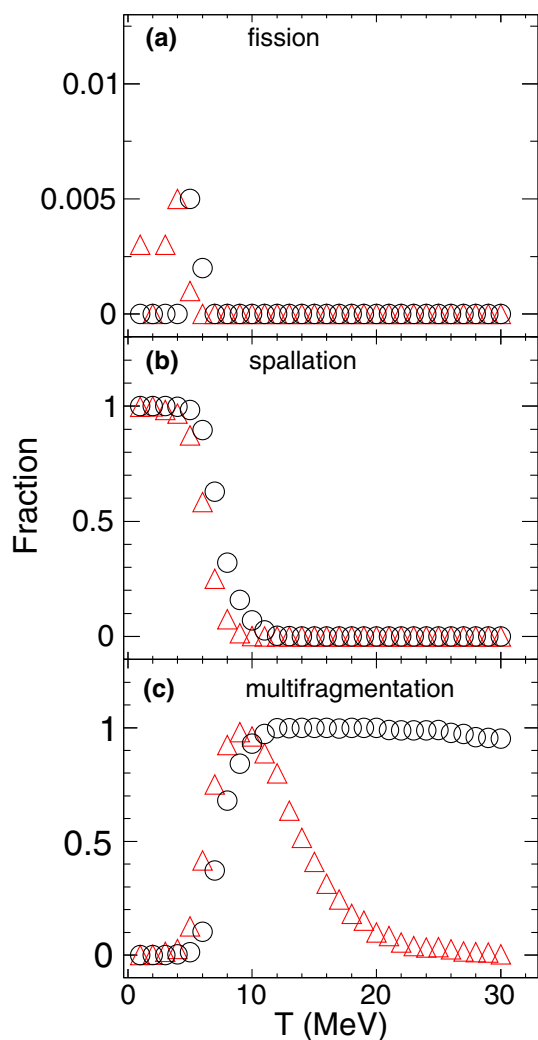 (a) fission
0.01
0.005
0
(b) spallation
1
0.5
0
Fraction
(c) multifragmentation
1
0.5
0
0 10 20 30
T (MeV)